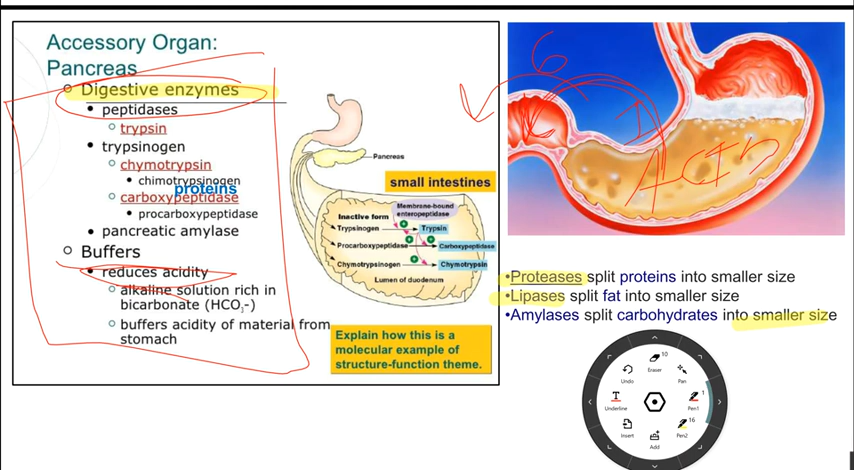 Accessory Organ:
Pancreas
Digestive enzymes
peptidases
trypsin
trypsinogen
chymotrypsin
chimotrypsinogen
proteins
carboxypeptidase
procarboxypeptidase
pancreatic amylase
Buffers
reduces acidity
alkaline solution rich in
bicarbonate (HCO3-)
buffers acidity of material from
stomach
Pancreas
small intestines
Membrane-bound
enteropeptidase
Inactive form
Trypsinogen
Trypsin
Procarboxypeptidase
Carboxypeptidase
Chymotrypsinogen
Chymotrypsin
Lumen of duodenum
Explain how this is a
molecular example of
structure-function theme.
•Proteases split proteins into smaller size
•Lipases split fat into smaller size
•Amylases split carbohydrates into smaller size
Eraser 10
Undo
Pan
Underline
Pen1 1
Insert
Pen2 16
Add